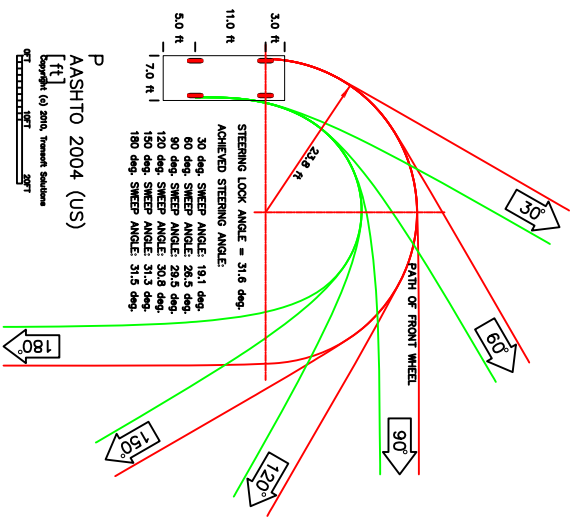 5.0 ft
11.0 ft
3.0 ft
7.0 ft
P
AASHTO 2004 (US)
[ft]
Copyright (c) 2010, Transoft Solutions
0FT 10FT 20FT
23.8 ft
STEERING LOCK ANGLE = 31.6 deg.
ACHIEVED STEERING ANGLE:
30 deg. SWEEP ANGLE: 19.1 deg.
60 deg. SWEEP ANGLE: 26.5 deg.
90 deg. SWEEP ANGLE: 29.5 deg.
120 deg. SWEEP ANGLE: 30.8 deg.
150 deg. SWEEP ANGLE: 31.3 deg.
180 deg. SWEEP ANGLE: 31.5 deg.
PATH OF FRONT WHEEL
30°
60°
90°
120°
150°
180°